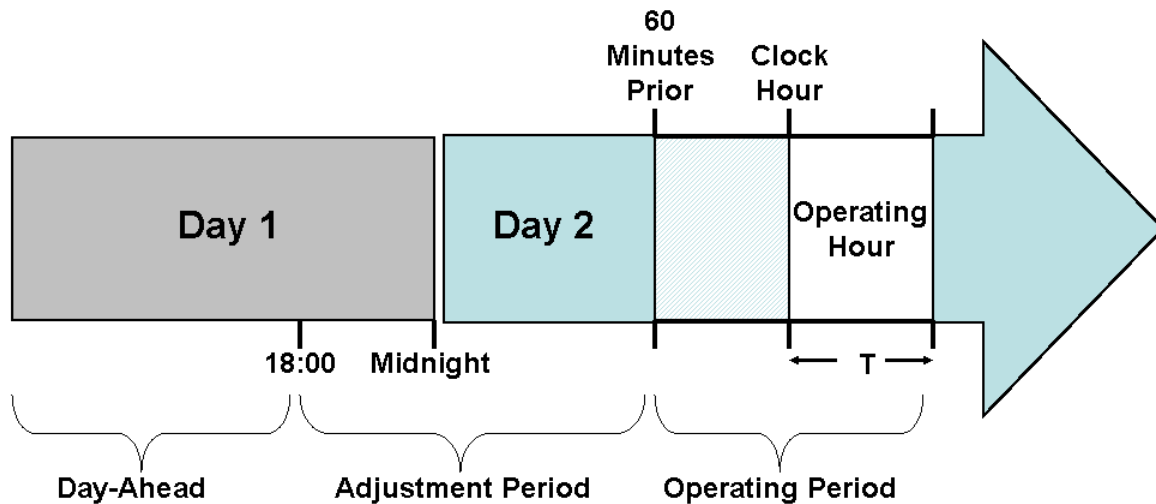 60
Minutes
Prior
Clock
Hour
Day 1
Day 2
Operating
Hour
18:00
Midnight
T
Day-Ahead
Adjustment Period
Operating Period